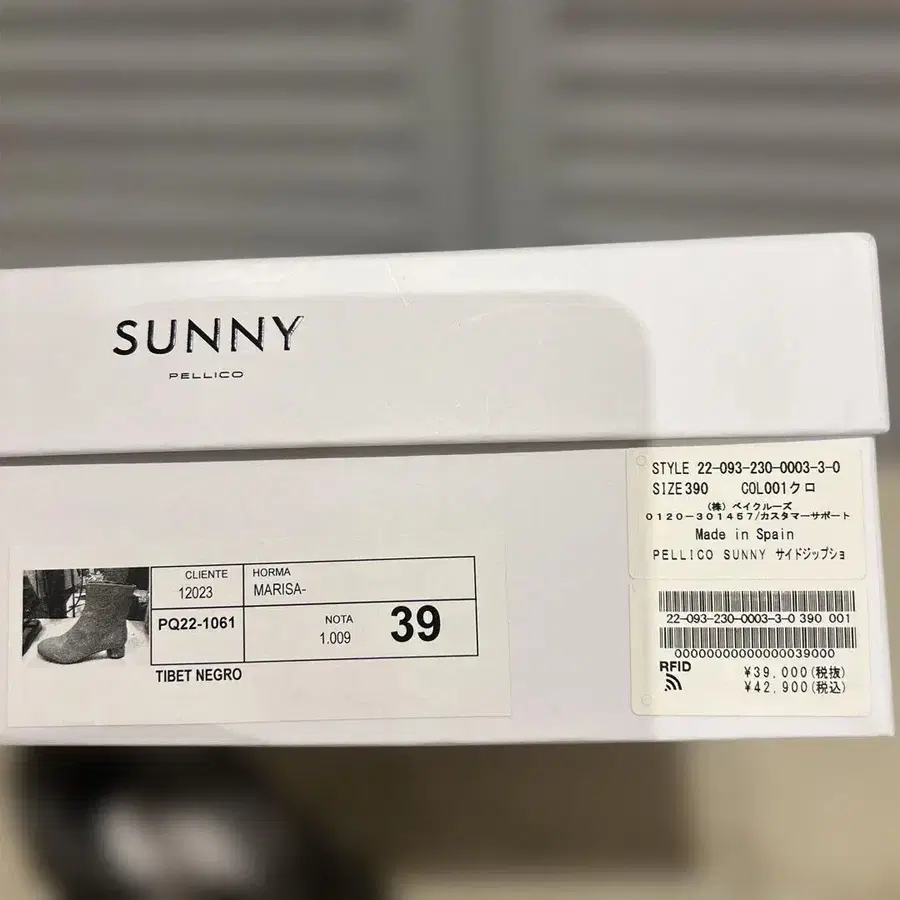 SUNNY
PELLICO
CLIENTE
12023
HORMA
MARISA-
PQ22-1061
NOTA
1.009
39
TIBET NEGRO
STYLE 22-093-230-0003-3-0
SIZE390 COL001クロ
(株)ベイクルーズ
0120-301457/カスタマーサポート
Made in Spain
PELLICO SUNNY サイドジップショ
22-093-230-0003-3-0 390 001
00000000000000039000
RFID
¥39,000(税抜)
¥42,900(税込)